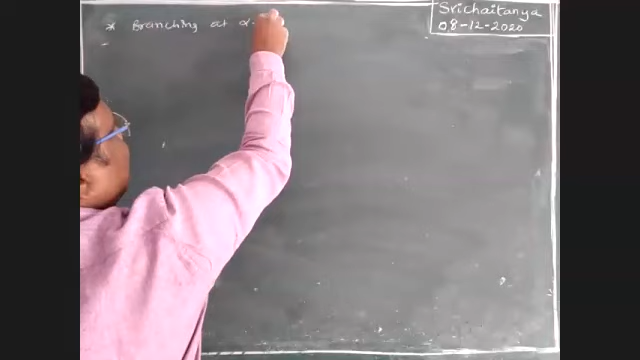 * Branching at α-
Srichaitanya
08-12-2020